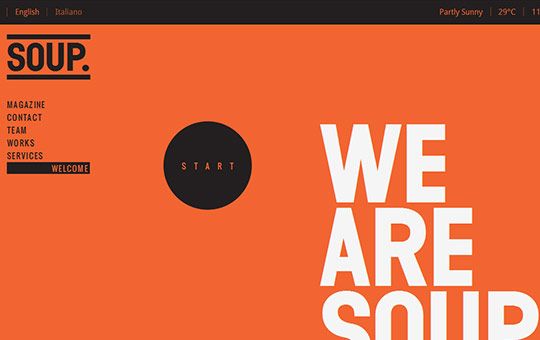 English Italiano Partly Sunny 29°C 11
SOUP.
MAGAZINE
CONTACT
TEAM
WORKS
SERVICES
WELCOME
START
WE
ARE
SOUP